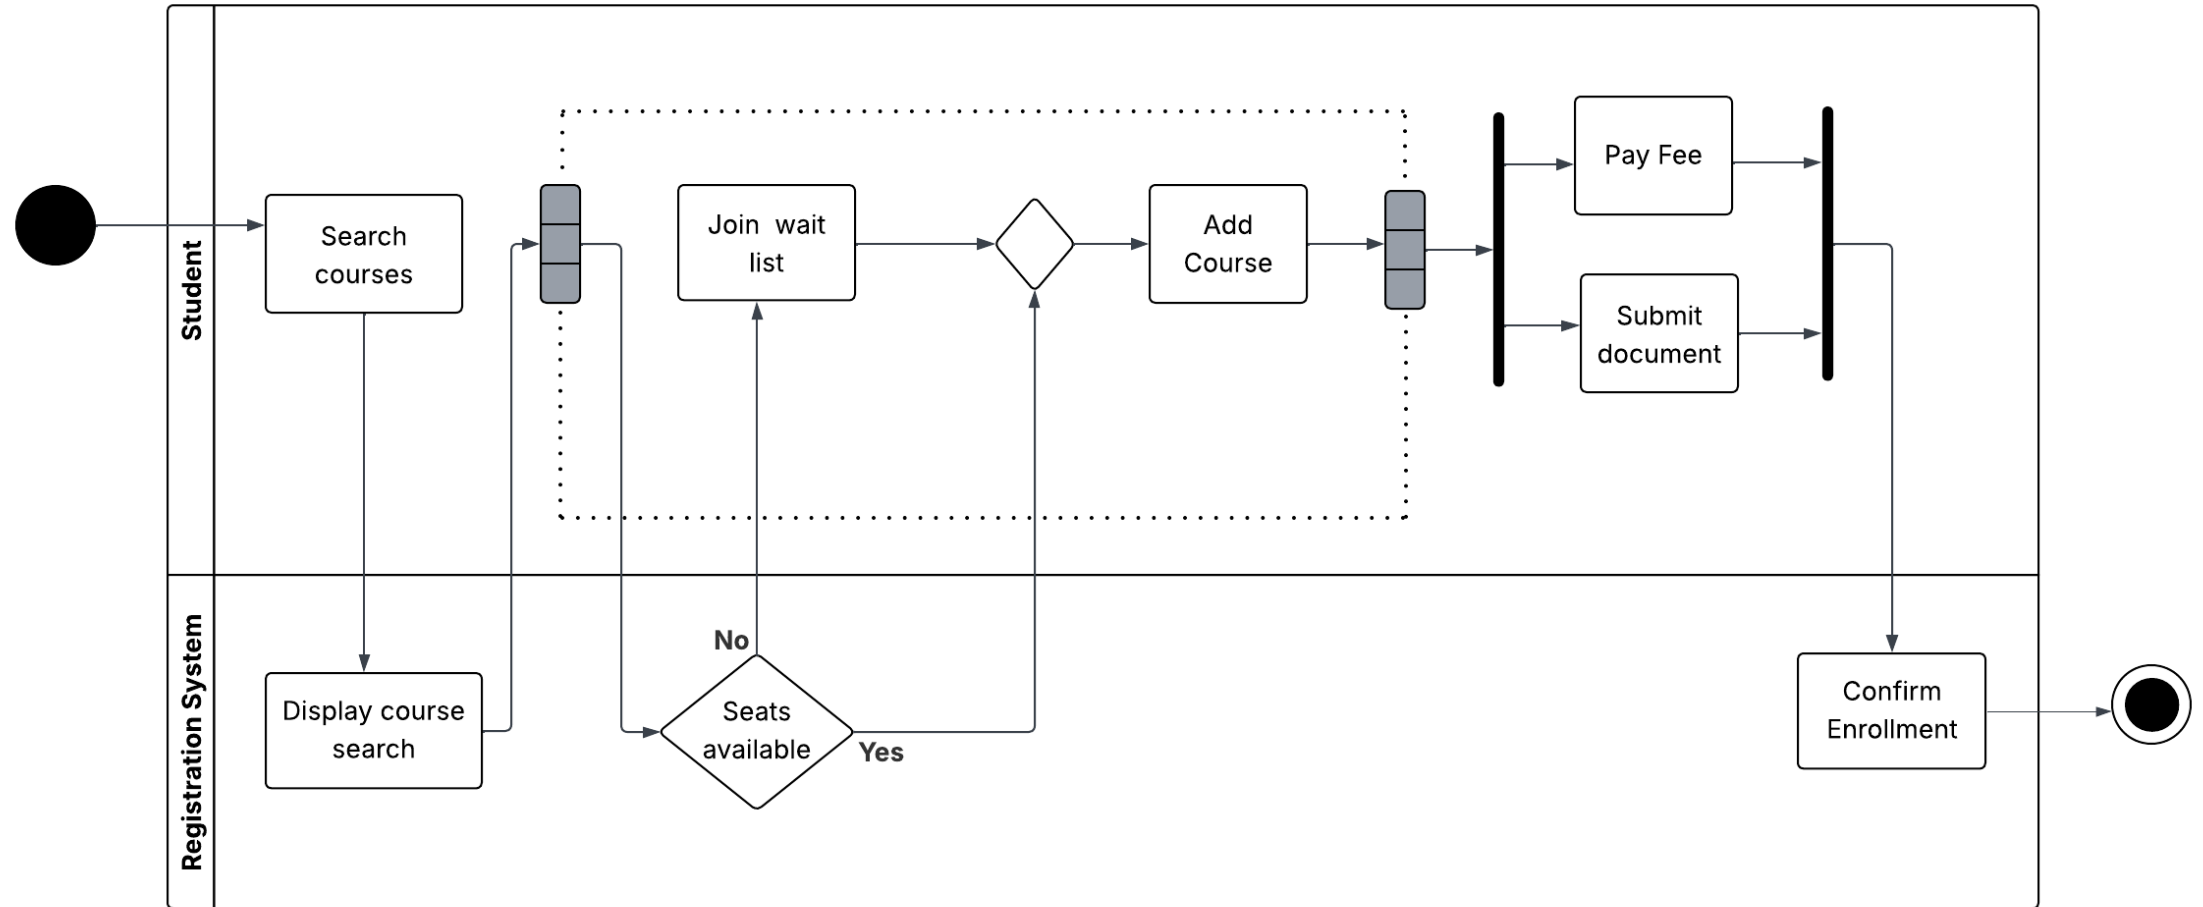 Student
Search
courses
Join wait
list
Add
Course
Pay Fee
Submit
document
Registration System
Display course
search
No
Seats
available
Yes
Confirm
Enrollment